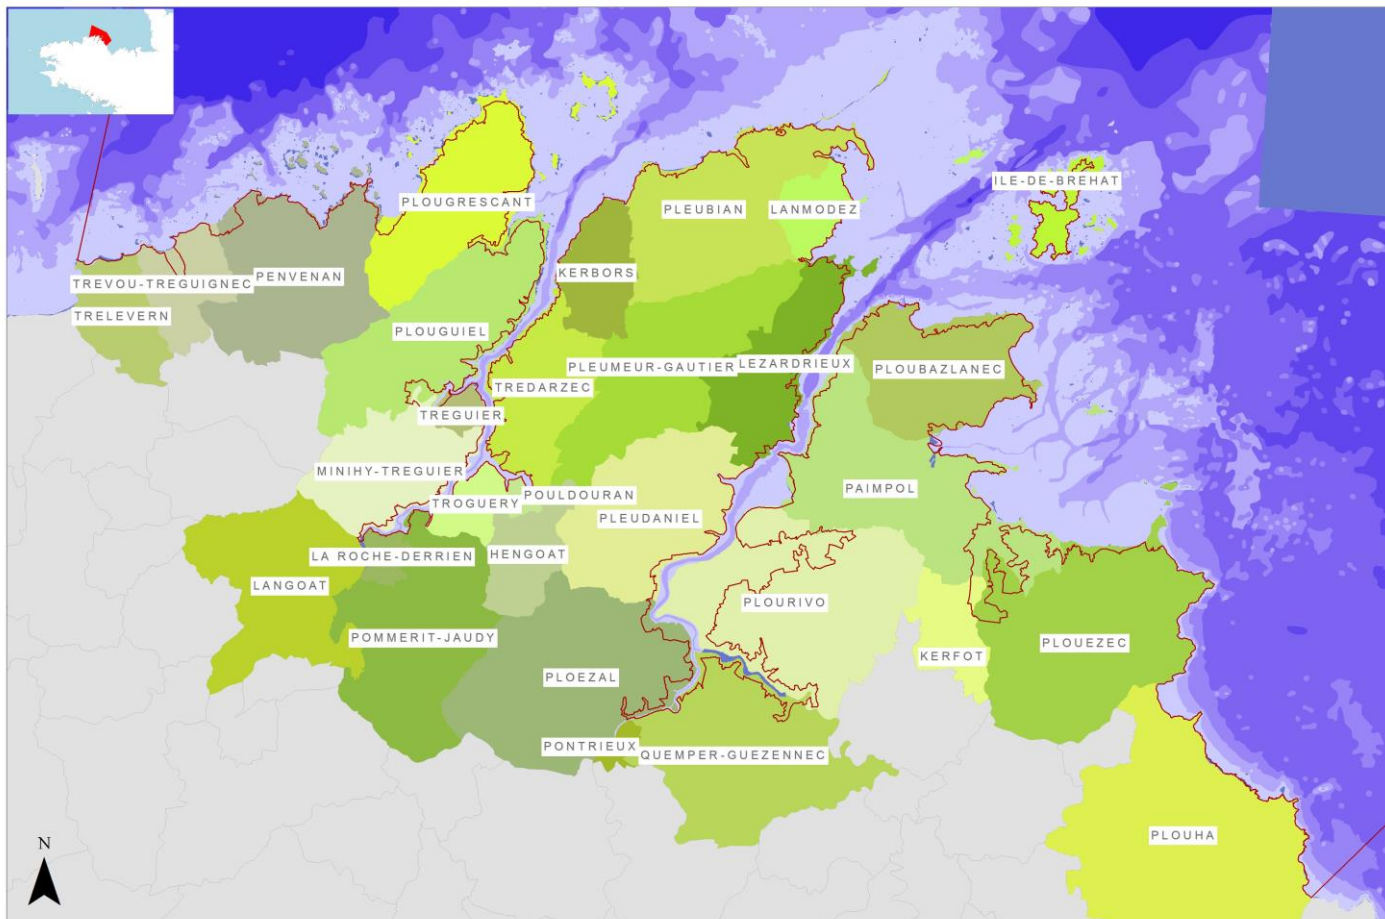 ILE-DE-BREHAT
PLOUGRESCANT
PLEUBIAN
LANMODEZ
TREVOU-TREGUIGNEC
PENVENAN
KERBORS
TRELEVERN
PLOUGUIEL
PLEUMEUR-GAUTIER
LEZARDRIEUX
PLOUBAZLANEC
TREDARZEC
TREGUIER
MINIHY-TREGUIER
PAIMPOL
TROGUERY
POULDOURAN
PLEUDANIEL
LA ROCHE-DERRIEN
HENGOAT
LANGOAT
PLOURIVO
POMMERIT-JAUDY
PLOUEZEC
KERFOT
PLOEZAL
PONTRIEUX
QUEMPER-GUEZENNEC
PLOUHA
N